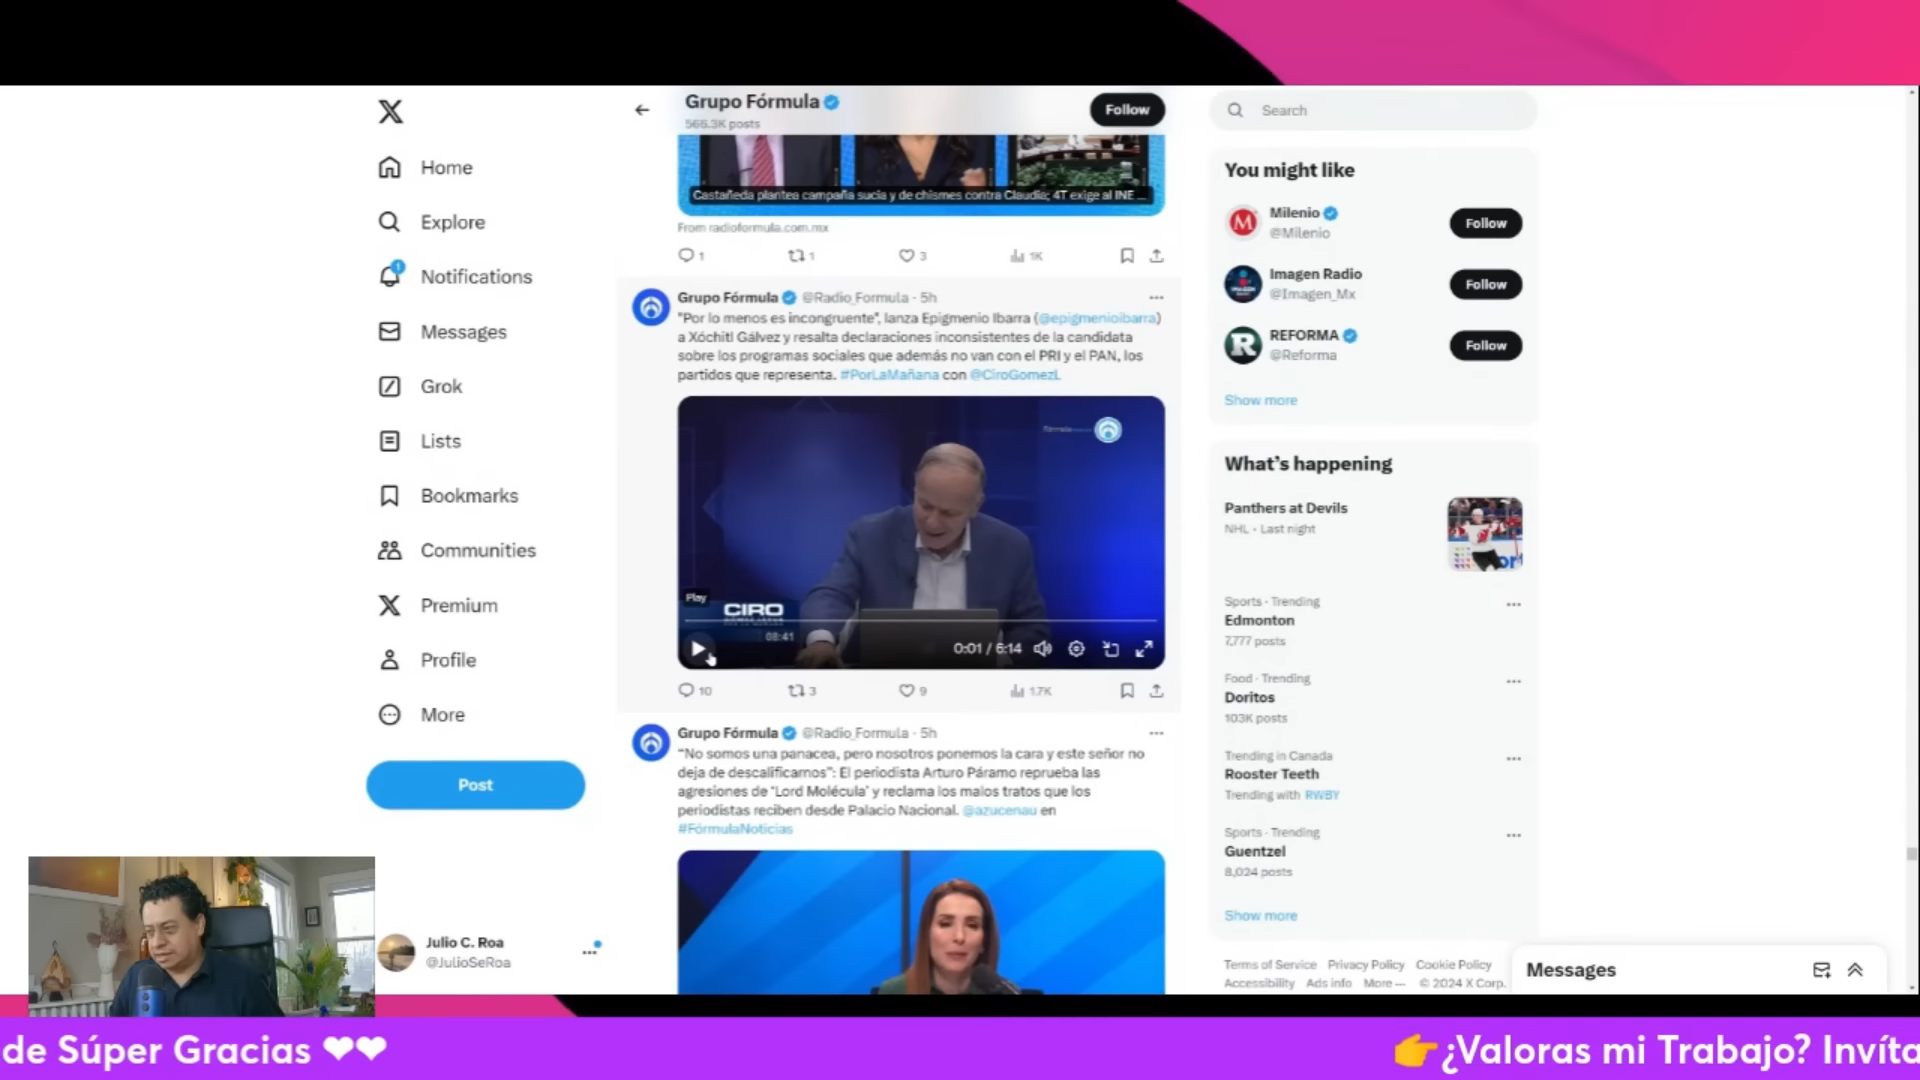 Home
Explore
1
Notifications
Messages
Grok
Lists
Bookmarks
Communities
Premium
Profile
More
Post
Julio C. Roa
@JulioSeRoa
Grupo Fórmula
566.3K posts
Follow
Castañeda plantea campaña sucia y de chismes contra Claudia; 4T exige al INE ...
From radioformula.com.mx
1
1
3
1K
Grupo Fórmula @Radio_Formula · 5h
"Por lo menos es incongruente", lanza Epigmenio Ibarra (@epigmenioibarra)
a Xóchitl Gálvez y resalta declaraciones inconsistentes de la candidata
sobre los programas sociales que además no van con el PRI y el PAN, los
partidos que representa. #PorLaMañana con @CiroGomezL
Fórmula
Play
CIRO
08:41
0:01 / 6:14
10
3
9
1.7K
Grupo Fórmula @Radio_Formula · 5h
"No somos una panacea, pero nosotros ponemos la cara y este señor no
deja de descalificarnos": El periodista Arturo Páramo reprueba las
agresiones de 'Lord Molécula' y reclama los malos tratos que los
periodistas reciben desde Palacio Nacional. @azucenau en
#FórmulaNoticias
Search
You might like
Milenio
@Milenio
Follow
Imagen Radio
@Imagen_Mx
Follow
REFORMA
@Reforma
Follow
Show more
What's happening
Panthers at Devils
NHL · Last night
Sports · Trending
Edmonton
7,777 posts
Food · Trending
Doritos
103K posts
Trending in Canada
Rooster Teeth
Trending with RWBY
Sports · Trending
Guentzel
8,024 posts
Show more
Terms of Service Privacy Policy Cookie Policy
Accessibility Ads info More ··· © 2024 X Corp.
Messages
de Súper Gracias ❤❤
👉¿Valoras mi Trabajo? Invíta